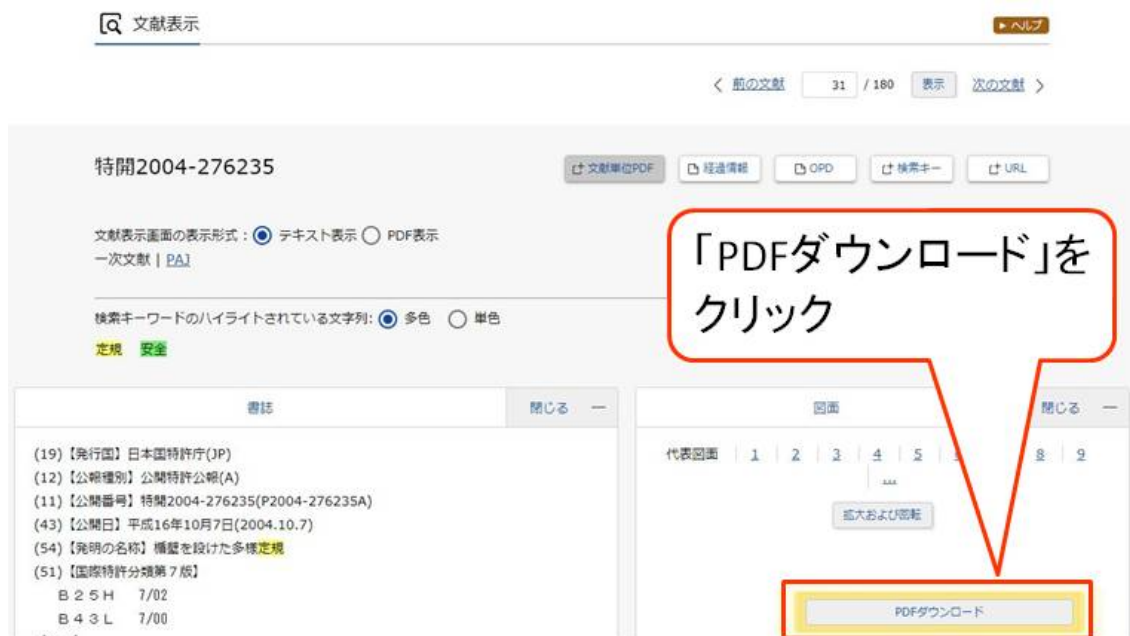 文献表示
ヘルプ
前の文献 31 / 180 表示 次の文献
特開2004-276235
文献単位PDF 経過情報 OPD 検索キー URL
文献表示画面の表示形式： テキスト表示 PDF表示
一次文献 | PAJ
「PDFダウンロード」を
クリック
検索キーワードのハイライトされている文字列: 多色 単色
定規 安全
書誌 閉じる
図面 閉じる
(19)【発行国】日本国特許庁(JP)
(12)【公報種別】公開特許公報(A)
(11)【公開番号】特開2004-276235(P2004-276235A)
(43)【公開日】平成16年10月7日(2004.10.7)
(54)【発明の名称】楯壁を設けた多様定規
(51)【国際特許分類第７版】
Ｂ２５Ｈ 7/02
Ｂ４３Ｌ 7/00
代表図面 1 2 3 4 5 8 9
...
拡大および回転
PDFダウンロード